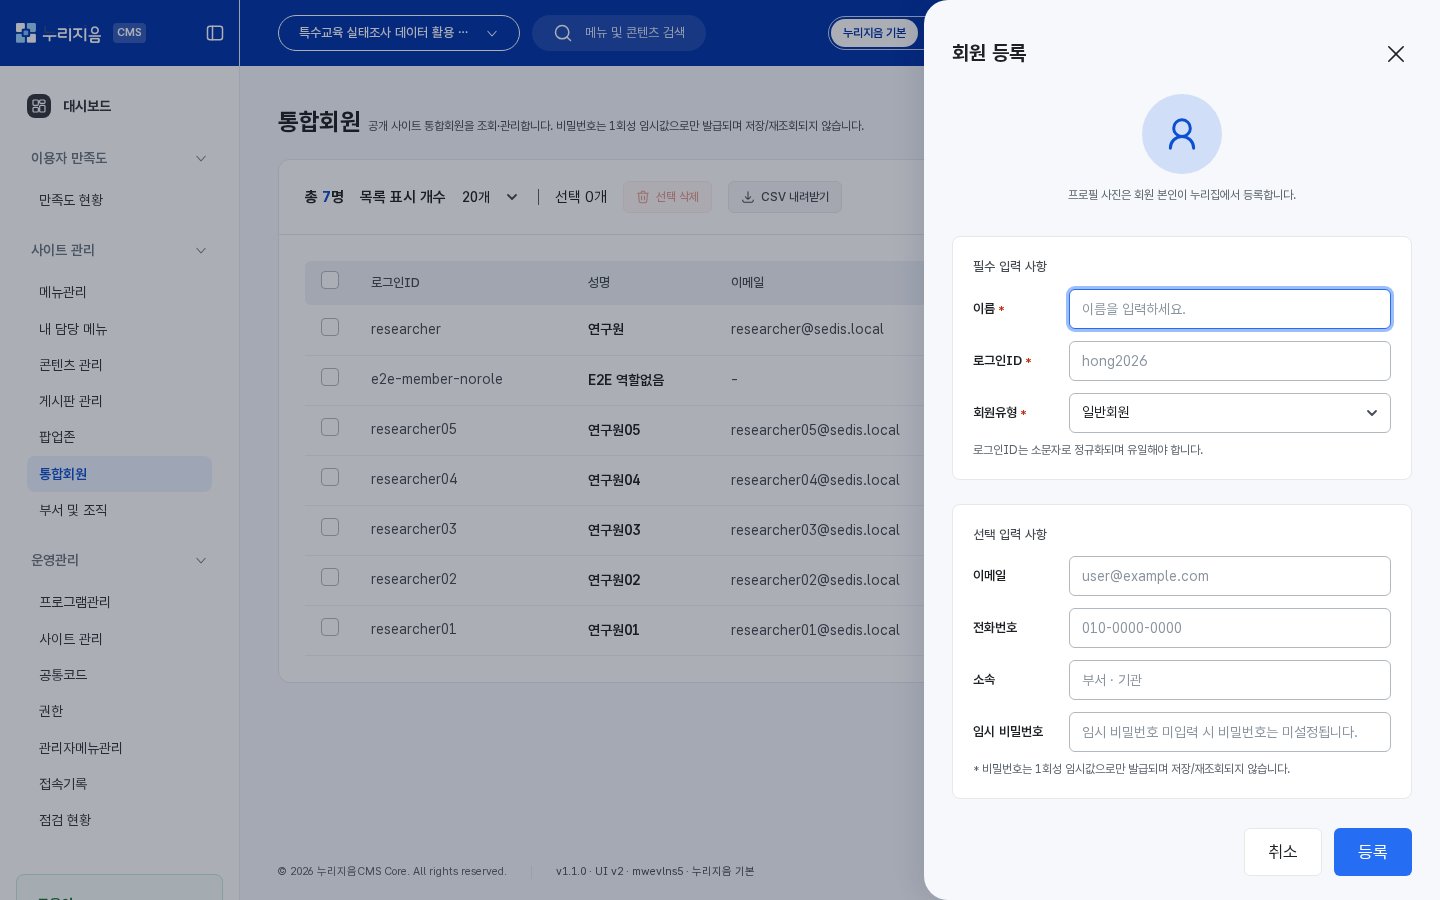 누리지음 CMS
특수교육 실태조사 데이터 활용 ···
메뉴 및 콘텐츠 검색
누리지음 기본
대시보드
이용자 만족도
만족도 현황
사이트 관리
메뉴관리
내 담당 메뉴
콘텐츠 관리
게시판 관리
팝업존
통합회원
부서 및 조직
운영관리
프로그램관리
사이트 관리
공통코드
권한
관리자메뉴관리
접속기록
점검 현황
통합회원 공개 사이트 통합회원을 조회·관리합니다. 비밀번호는 1회성 임시값으로만 발급되며 저장/재조회되지 않습니다.
총 7명 목록 표시 개수 20개 선택 0개 선택 삭제 CSV 내려받기
로그인ID 성명 이메일
researcher 연구원 researcher@sedis.local
e2e-member-norole E2E 역할없음 -
researcher05 연구원05 researcher05@sedis.local
researcher04 연구원04 researcher04@sedis.local
researcher03 연구원03 researcher03@sedis.local
researcher02 연구원02 researcher02@sedis.local
researcher01 연구원01 researcher01@sedis.local
© 2026 누리지음CMS Core. All rights reserved. v1.1.0 · UI v2 · mwevlns5 · 누리지음 기본
회원 등록
프로필 사진은 회원 본인이 누리집에서 등록합니다.
필수 입력 사항
이름 * 이름을 입력하세요.
로그인ID * hong2026
회원유형 * 일반회원
로그인ID는 소문자로 정규화되며 유일해야 합니다.
선택 입력 사항
이메일 user@example.com
전화번호 010-0000-0000
소속 부서 · 기관
임시 비밀번호 임시 비밀번호 미입력 시 비밀번호는 미설정됩니다.
* 비밀번호는 1회성 임시값으로만 발급되며 저장/재조회되지 않습니다.
취소 등록